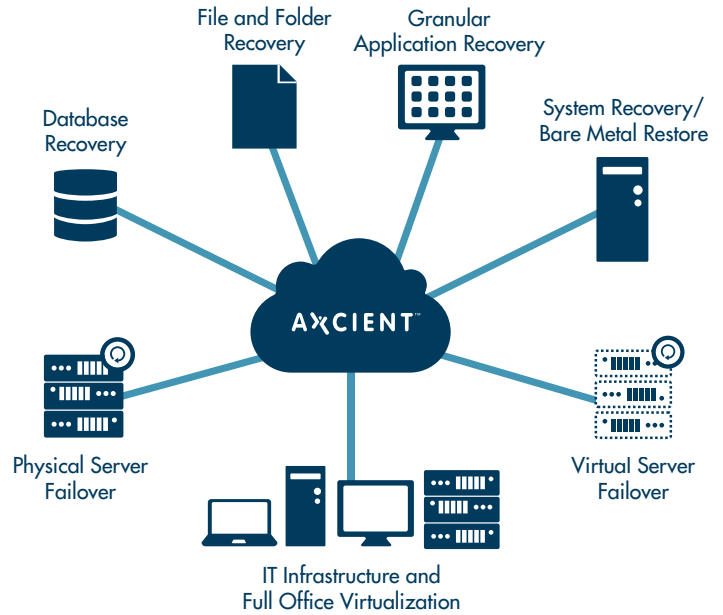 File and Folder
Recovery
Granular
Application Recovery
Database
Recovery
System Recovery/
Bare Metal Restore
AXCIENT™
Physical Server
Failover
Virtual Server
Failover
IT Infrastructure and
Full Office Virtualization